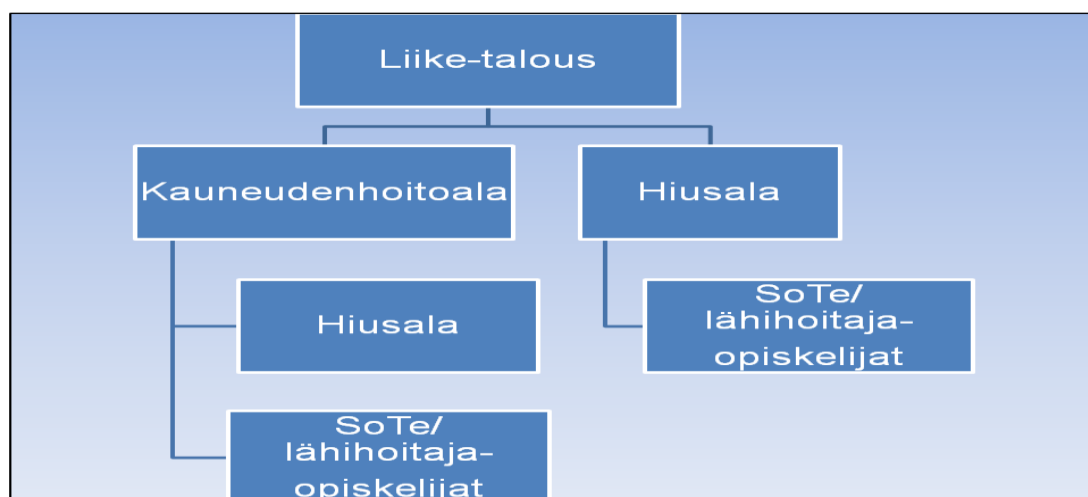 Liike-talous
Kauneudenhoitoala
Hiusala
Hiusala
SoTe/
lähihoitaja-
opiskelijat
SoTe/
lähihoitaja-
opiskelijat